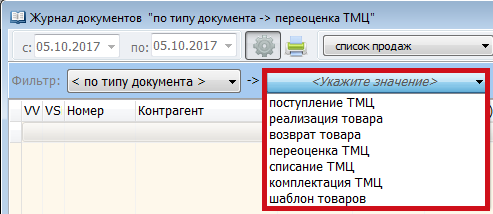 Журнал документов "по типу документа -> переоценка ТМЦ"
с: 05.10.2017 по: 05.10.2017 список продаж
Фильтр: < по типу документа > -> <Укажите значение>
VV VS Номер Контрагент
поступление ТМЦ
реализация товара
возврат товара
переоценка ТМЦ
списание ТМЦ
комплектация ТМЦ
шаблон товаров